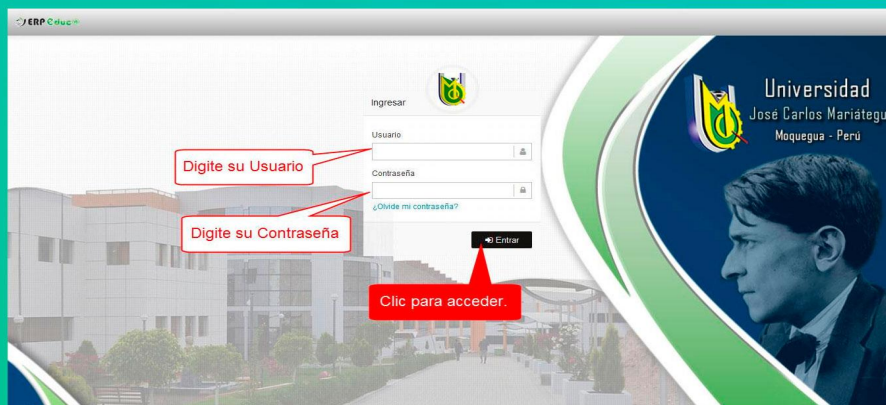 ERP Educ@
Ingresar
Usuario
Contraseña
¿Olvide mi contraseña?
Entrar
Digite su Usuario
Digite su Contraseña
Clic para acceder.
Universidad
José Carlos Mariátegu
Moquegua - Perú